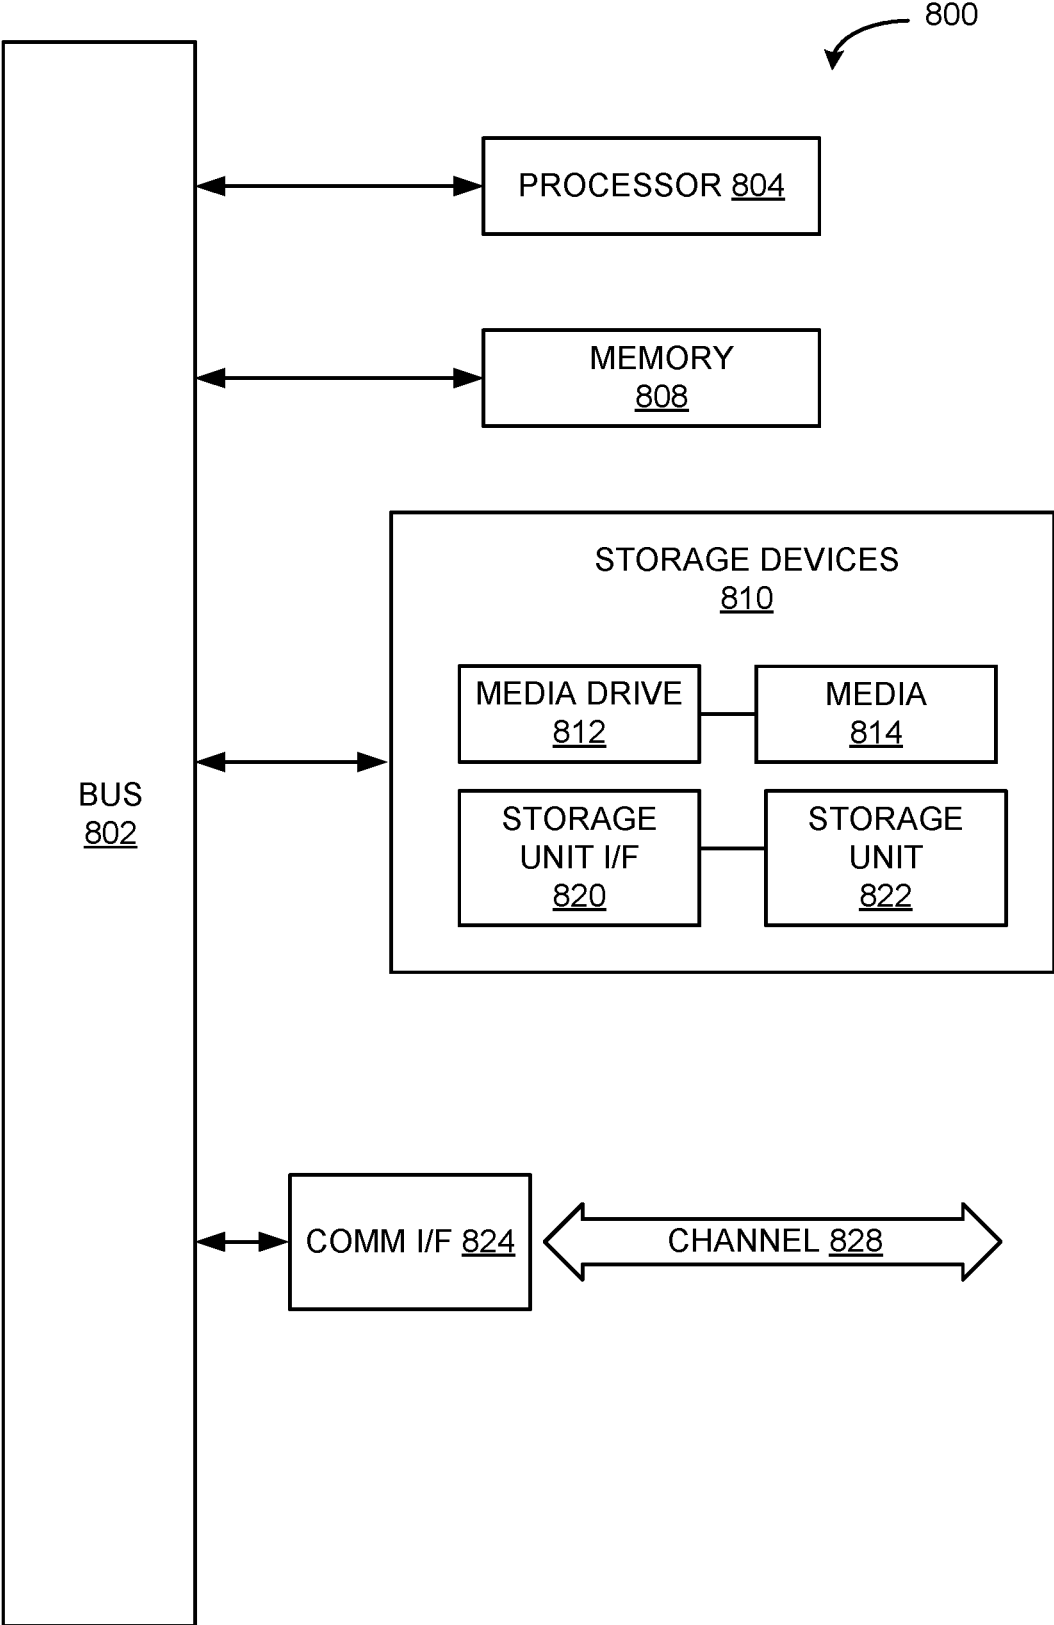 800
PROCESSOR 804
MEMORY
808
STORAGE DEVICES
810
MEDIA DRIVE
812
MEDIA
814
BUS
802
STORAGE
UNIT I/F
820
STORAGE
UNIT
822
COMM I/F 824
CHANNEL 828